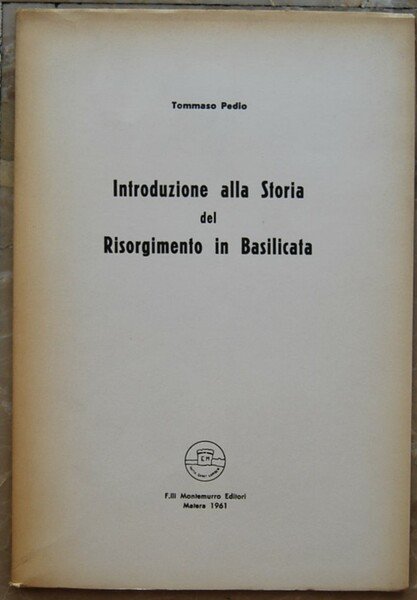 Tommaso Pedio
Introduzione alla Storia
del
Risorgimento in Basilicata
F.lli Montemurro Editori
Matera 1961